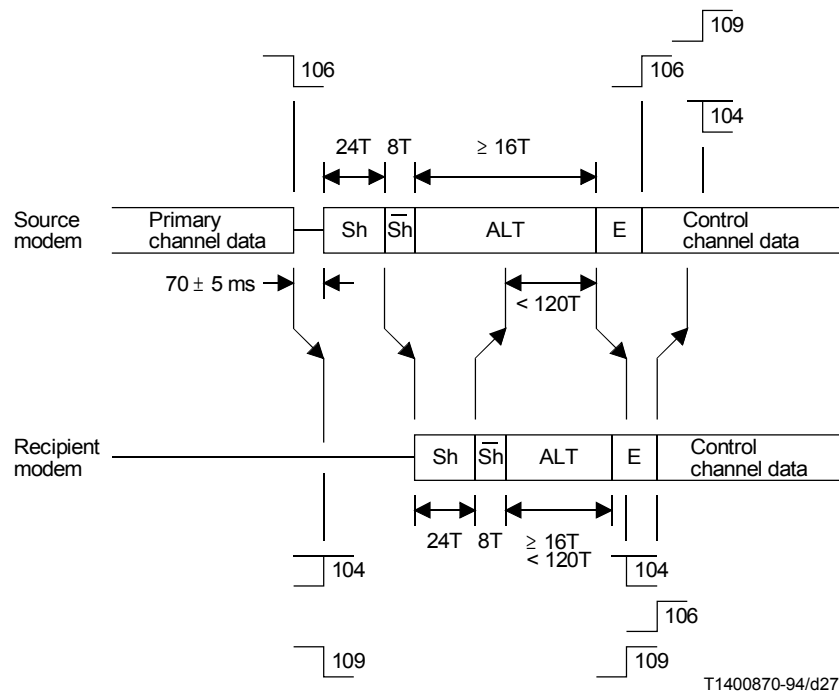 109
106
106
104
24T
8T
≥ 16T
Source
modem
Primary
channel data
Sh
S̅h̅
ALT
E
Control
channel data
70 ± 5 ms
< 120T
Recipient
modem
Sh
S̅h̅
ALT
E
Control
channel data
24T
8T
≥ 16T
< 120T
104
104
106
109
109
T1400870-94/d27